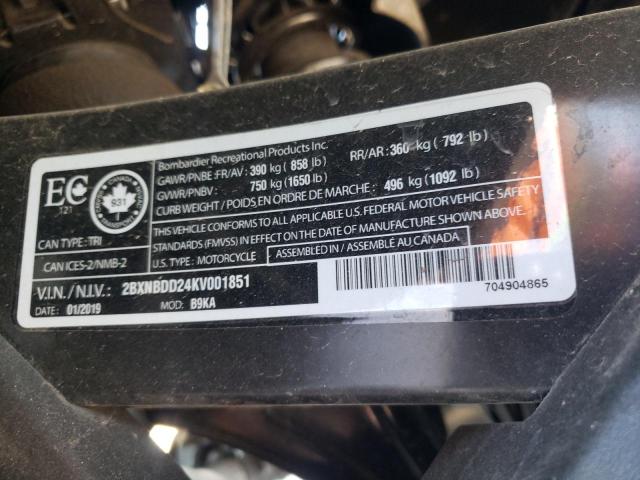 Bombardier Recreational Products Inc.
GAWR/PNBE :FR/AV : 390 kg ( 858 lb ) RR/AR : 360 kg ( 792 lb )
GVWR/PNBV : 750 kg ( 1650 lb )
CURB WEIGHT / POIDS EN ORDRE DE MARCHE : 496 kg ( 1092 lb )
THIS VEHICLE CONFORMS TO ALL APPLICABLE U.S. FEDERAL MOTOR VEHICLE SAFETY
STANDARDS (FMVSS) IN EFFECT ON THE DATE OF MANUFACTURE SHOWN ABOVE.
U.S. TYPE : MOTORCYCLE ASSEMBLED IN / ASSEMBLE AU CANADA
EC
121
CANADA
931
TRANSPORT
CAN TYPE: TRI
CAN ICES-2/NMB-2
V.I.N. / N.I.V. : 2BXNBDD24KV001851
DATE : 01/2019 MOD: B9KA
704904865